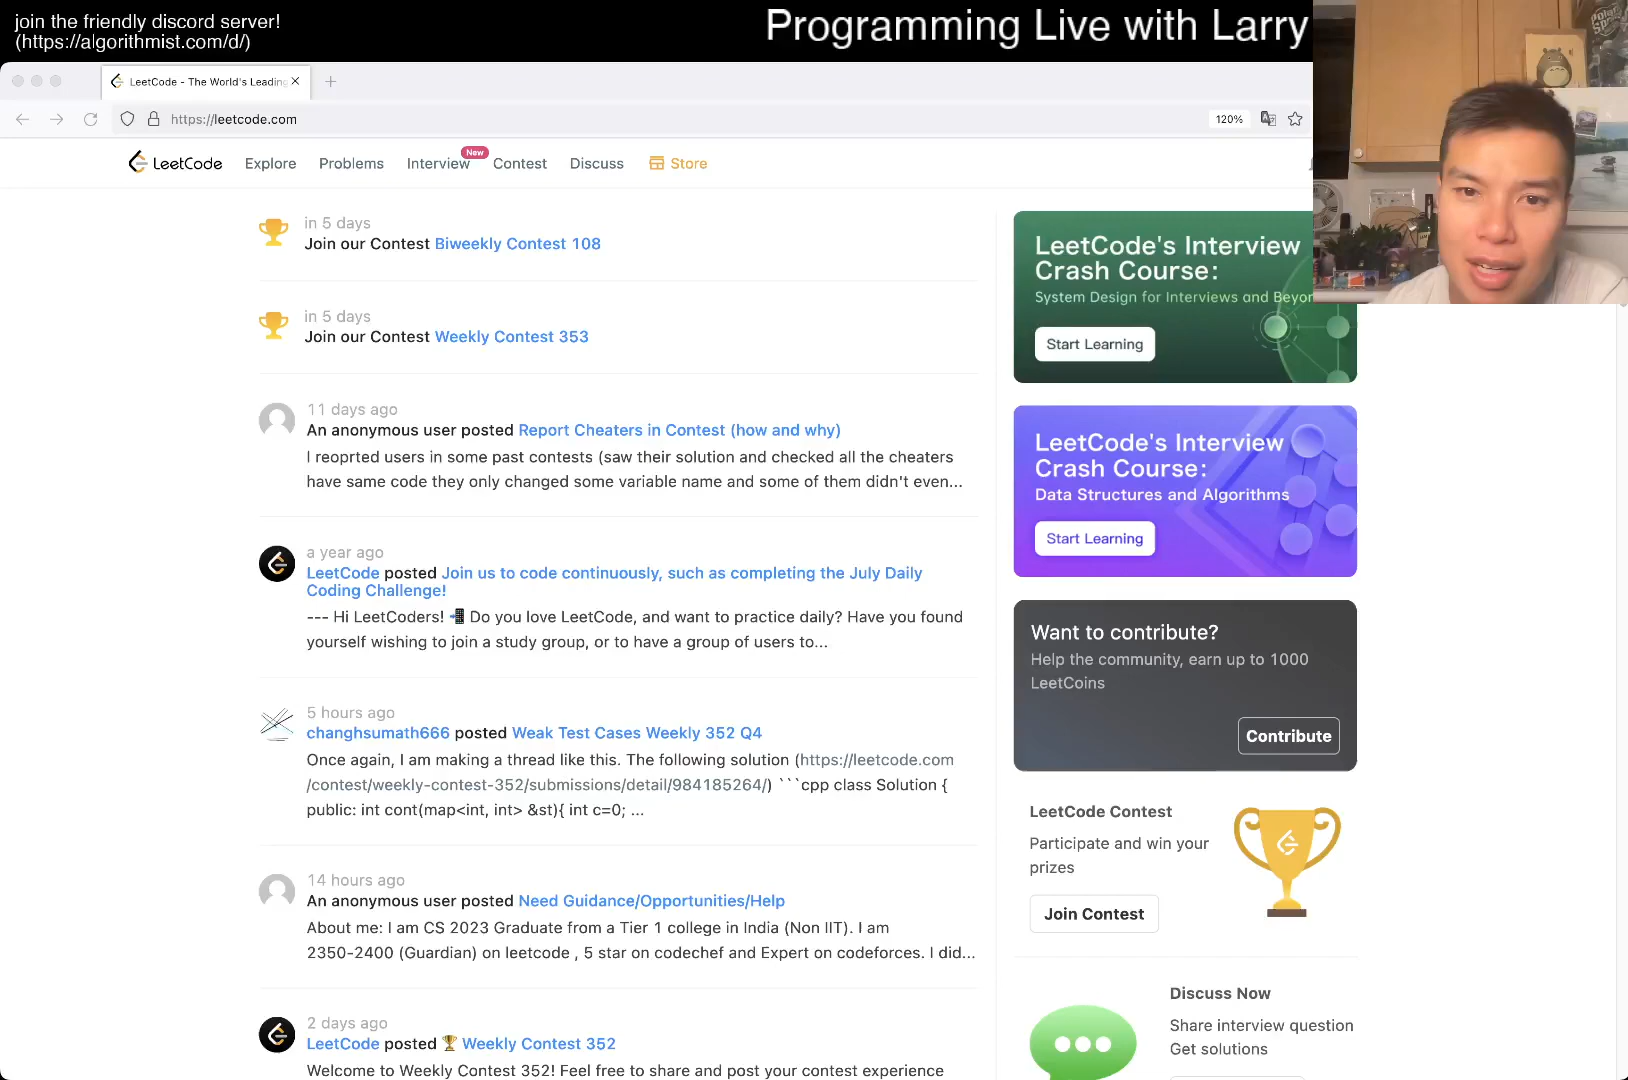 join the friendly discord server!
(https://algorithmist.com/d/)
Programming Live with Larry
LeetCode - The World's Leading
https://leetcode.com
120%
LeetCode
Explore
Problems
Interview
New
Contest
Discuss
Store
in 5 days
Join our Contest Biweekly Contest 108
in 5 days
Join our Contest Weekly Contest 353
11 days ago
An anonymous user posted Report Cheaters in Contest (how and why)
I reoprted users in some past contests (saw their solution and checked all the cheaters
have same code they only changed some variable name and some of them didn't even...
a year ago
LeetCode posted Join us to code continuously, such as completing the July Daily
Coding Challenge!
--- Hi LeetCoders! 📲 Do you love LeetCode, and want to practice daily? Have you found
yourself wishing to join a study group, or to have a group of users to...
5 hours ago
changhsumath666 posted Weak Test Cases Weekly 352 Q4
Once again, I am making a thread like this. The following solution (https://leetcode.com
/contest/weekly-contest-352/submissions/detail/984185264/) ```cpp class Solution {
public: int cont(map<int, int> &st){ int c=0; ...
14 hours ago
An anonymous user posted Need Guidance/Opportunities/Help
About me: I am CS 2023 Graduate from a Tier 1 college in India (Non IIT). I am
2350-2400 (Guardian) on leetcode , 5 star on codechef and Expert on codeforces. I did...
2 days ago
LeetCode posted 🏆 Weekly Contest 352
Welcome to Weekly Contest 352! Feel free to share and post your contest experience
LeetCode's Interview
Crash Course:
System Design for Interviews and Beyon
Start Learning
LeetCode's Interview
Crash Course:
Data Structures and Algorithms
Start Learning
Want to contribute?
Help the community, earn up to 1000
LeetCoins
Contribute
LeetCode Contest
Participate and win your
prizes
Join Contest
Discuss Now
Share interview question
Get solutions